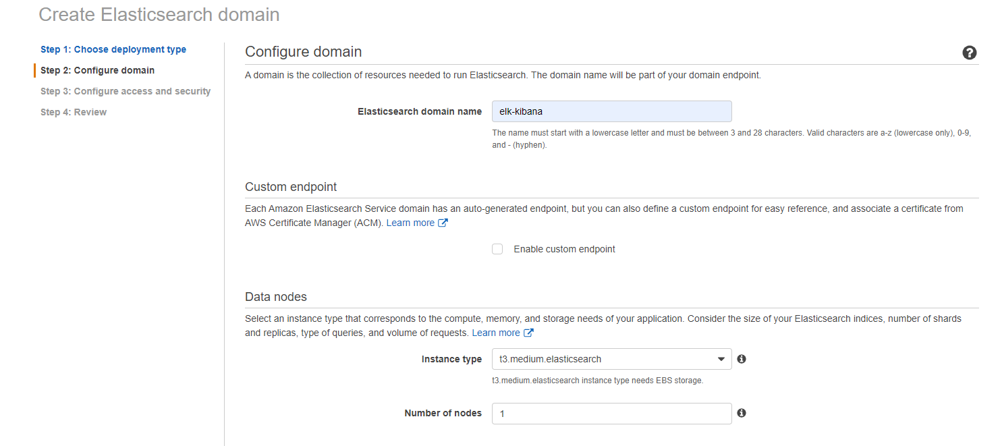 Create Elasticsearch domain
Step 1: Choose deployment type
Step 2: Configure domain
Step 3: Configure access and security
Step 4: Review
Configure domain
A domain is the collection of resources needed to run Elasticsearch. The domain name will be part of your domain endpoint.
Elasticsearch domain name
elk-kibana
The name must start with a lowercase letter and must be between 3 and 28 characters. Valid characters are a-z (lowercase only), 0-9,
and - (hyphen).
Custom endpoint
Each Amazon Elasticsearch Service domain has an auto-generated endpoint, but you can also define a custom endpoint for easy reference, and associate a certificate from
AWS Certificate Manager (ACM). Learn more
Enable custom endpoint
Data nodes
Select an instance type that corresponds to the compute, memory, and storage needs of your application. Consider the size of your Elasticsearch indices, number of shards
and replicas, type of queries, and volume of requests. Learn more
Instance type
t3.medium.elasticsearch
t3.medium.elasticsearch instance type needs EBS storage.
Number of nodes
1